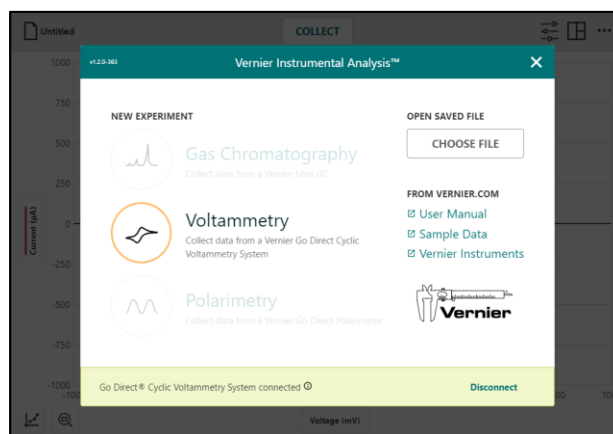 Untitled
COLLECT
v1.2.0-363
Vernier Instrumental Analysis™
NEW EXPERIMENT
Gas Chromatography
Collect data from a Vernier Mini GC
Voltammetry
Collect data from a Vernier Go Direct Cyclic
Voltammetry System
Polarimetry
Collect data from a Vernier Go Direct Polarimeter
OPEN SAVED FILE
CHOOSE FILE
FROM VERNIER.COM
User Manual
Sample Data
Vernier Instruments
Vernier
Go Direct® Cyclic Voltammetry System connected
Disconnect
1000
750
500
250
0
-250
-500
-750
-1000
Current (µA)
Voltage (mV)